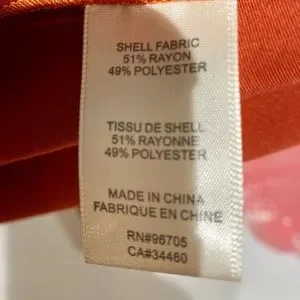 SHELL FABRIC
51% RAYON
49% POLYESTER
TISSU DE SHELL
51% RAYONNE
49% POLYESTER
MADE IN CHINA
FABRIQUE EN CHINE
RN#96705
CA#34460